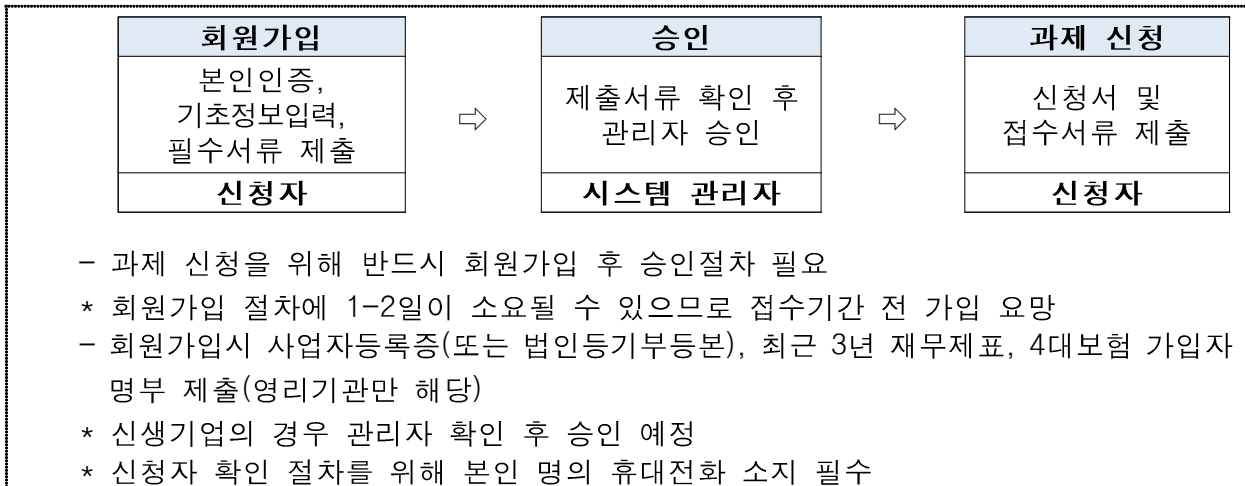 회원가입
본인인증,
기초정보입력,
필수서류 제출
신청자
⇨
승인
제출서류 확인 후
관리자 승인
시스템 관리자
⇨
과제 신청
신청서 및
접수서류 제출
신청자
- 과제 신청을 위해 반드시 회원가입 후 승인절차 필요
* 회원가입 절차에 1-2일이 소요될 수 있으므로 접수기간 전 가입 요망
- 회원가입시 사업자등록증(또는 법인등기부등본), 최근 3년 재무제표, 4대보험 가입자
명부 제출(영리기관만 해당)
* 신생기업의 경우 관리자 확인 후 승인 예정
* 신청자 확인 절차를 위해 본인 명의 휴대전화 소지 필수